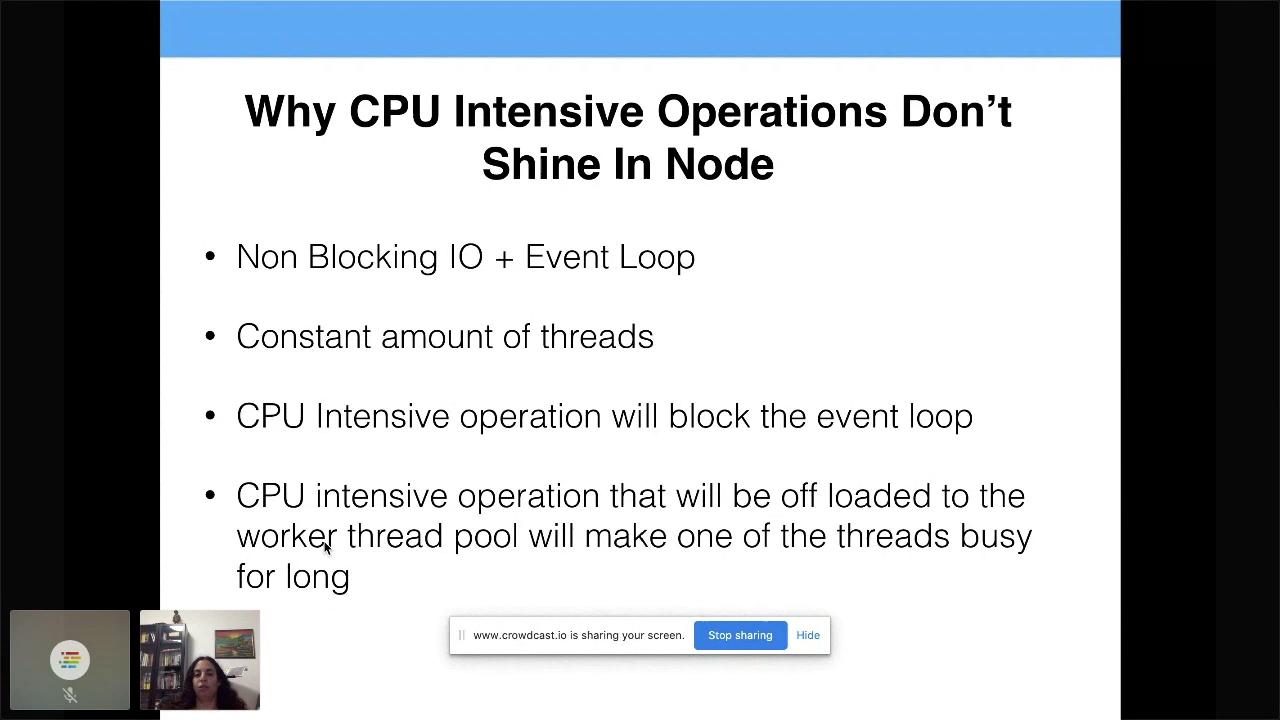 Why CPU Intensive Operations Don’t
Shine In Node
• Non Blocking IO + Event Loop
• Constant amount of threads
• CPU Intensive operation will block the event loop
• CPU intensive operation that will be off loaded to the
worker thread pool will make one of the threads busy
for long
www.crowdcast.io is sharing your screen. Stop sharing Hide